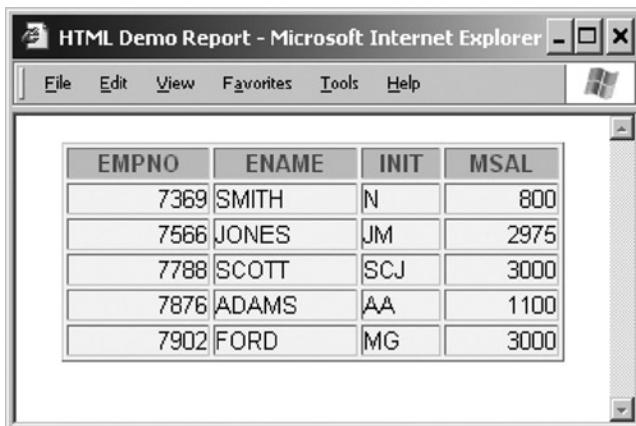 HTML Demo Report - Microsoft Internet Explorer
File Edit View Favorites Tools Help
EMPNO ENAME INIT MSAL
7369 SMITH N 800
7566 JONES JM 2975
7788 SCOTT SCJ 3000
7876 ADAMS AA 1100
7902 FORD MG 3000